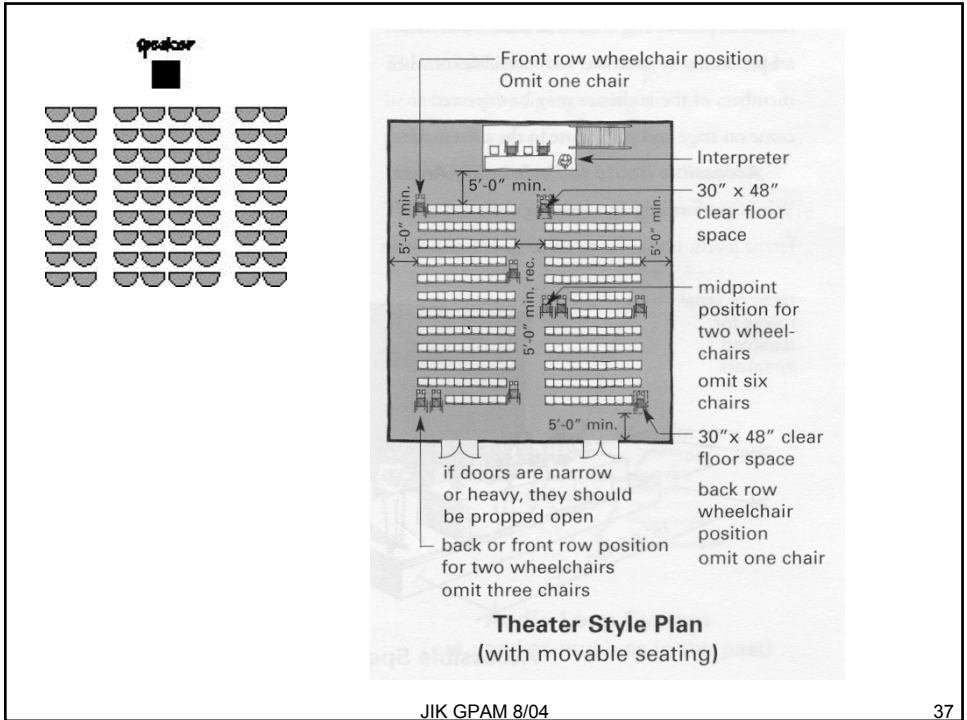 speaker
Front row wheelchair position
Omit one chair
Interpreter
5'-0" min.
30" x 48"
clear floor
space
5'-0" min.
5'-0" min.
5'-0" min. rec.
midpoint
position for
two wheel-
chairs
omit six
chairs
5'-0" min.
30"x 48" clear
floor space
if doors are narrow
or heavy, they should
be propped open
back row
wheelchair
position
omit one chair
back or front row position
for two wheelchairs
omit three chairs
Theater Style Plan
(with movable seating)
JIK GPAM 8/04
37